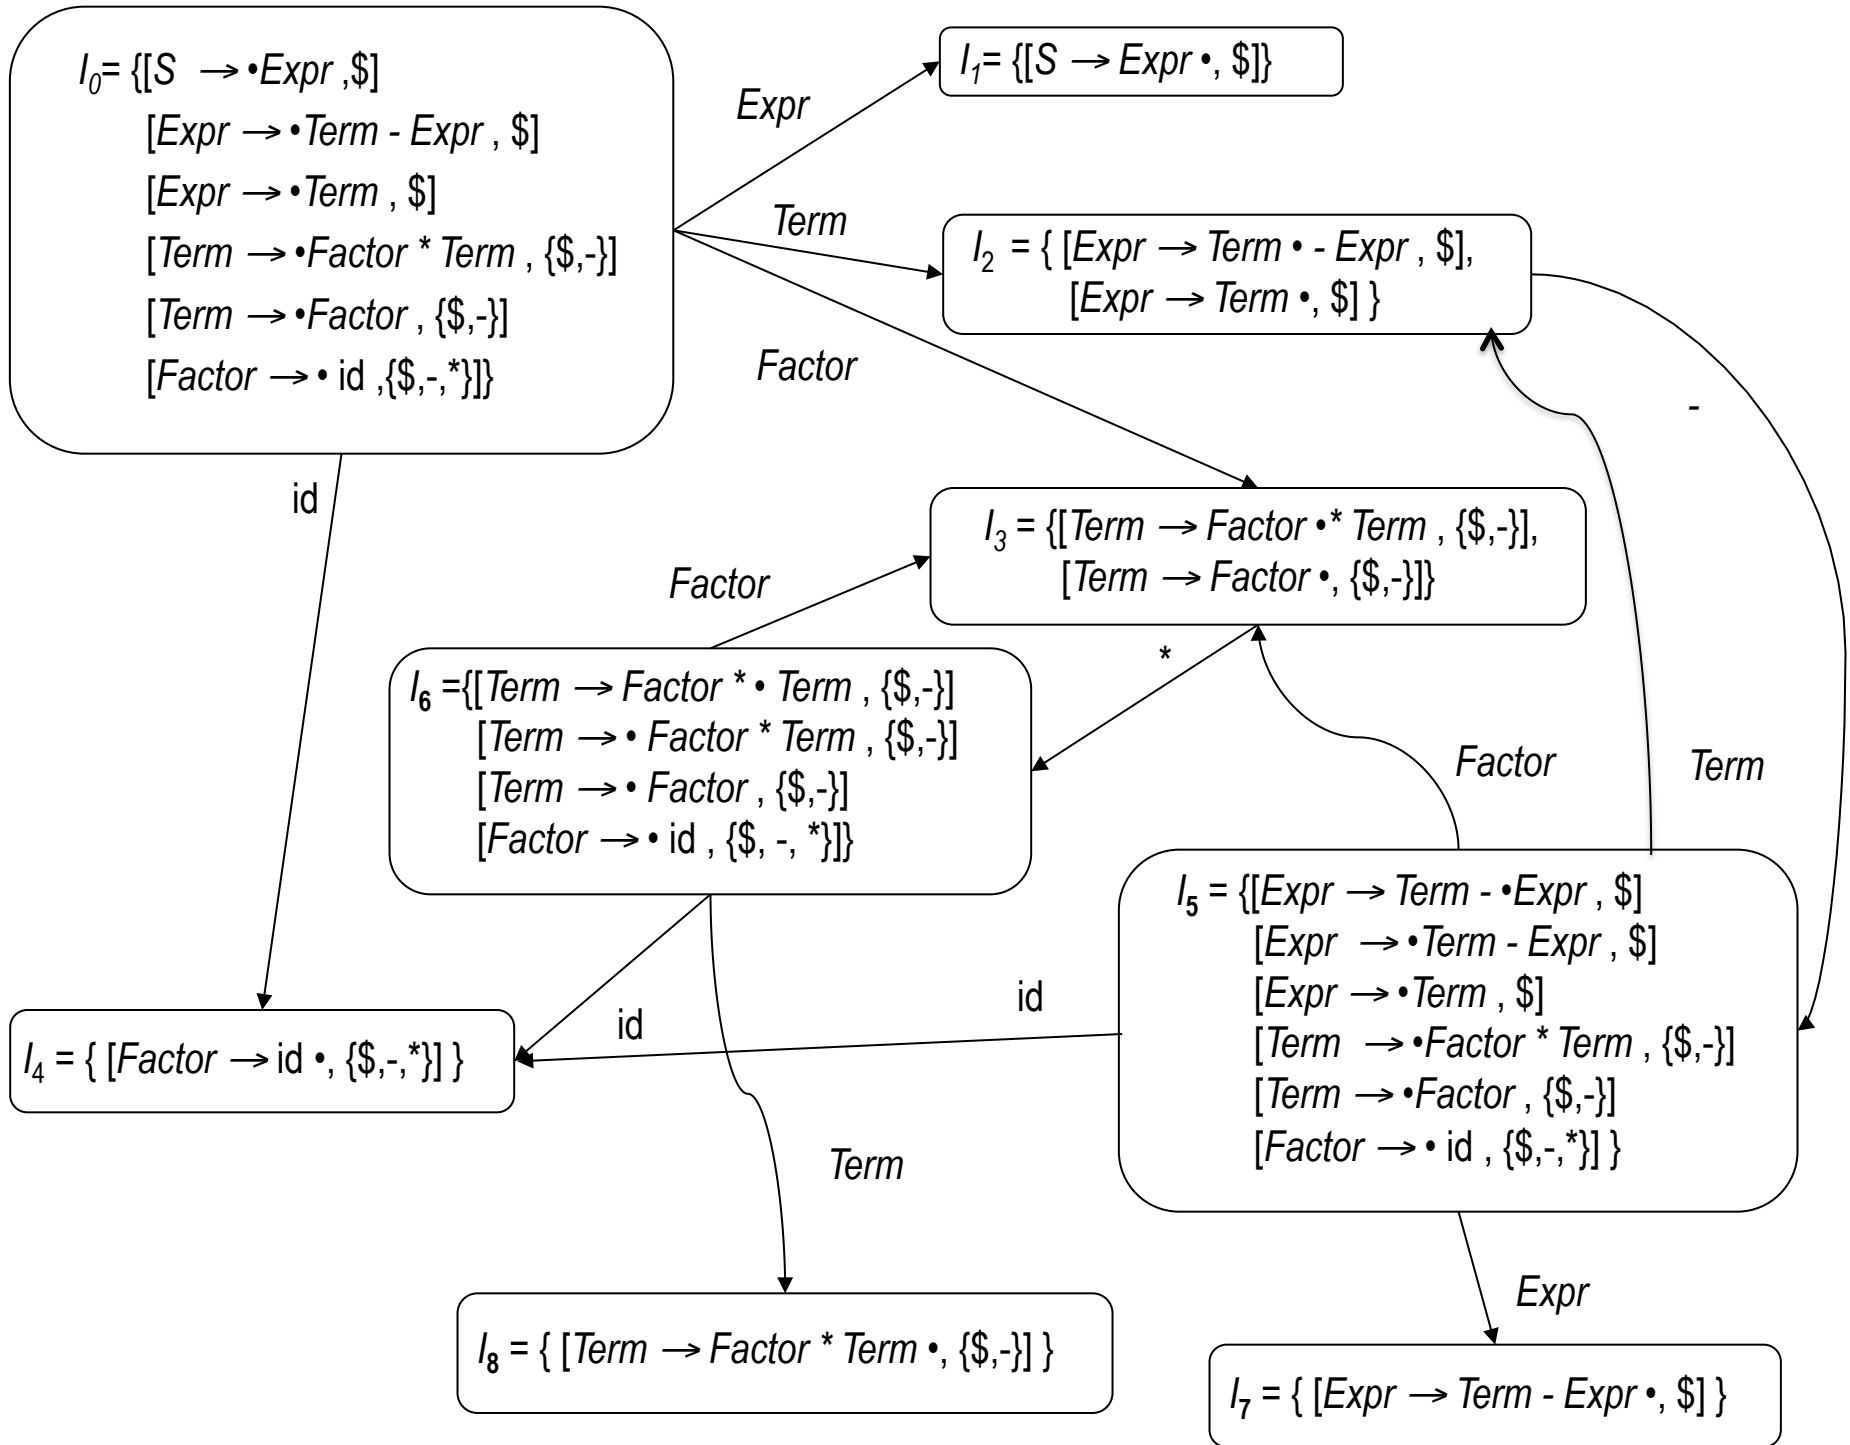 I0= {[S → •Expr ,$]
[Expr → •Term - Expr , $]
[Expr → •Term , $]
[Term → •Factor * Term , {$,-}]
[Term → •Factor , {$,-}]
[Factor → • id ,{$,-,*}]}
Expr
I1= {[S → Expr •, $]}
Term
I2 = { [Expr → Term • - Expr , $],
[Expr → Term •, $] }
Factor
-
id
I3 = {[Term → Factor •* Term , {$,-}],
[Term → Factor •, {$,-}]}
Factor
*
I6 ={[Term → Factor * • Term , {$,-}]
[Term → • Factor * Term , {$,-}]
[Term → • Factor , {$,-}]
[Factor → • id , {$, -, *}]}
Factor
Term
I5 = {[Expr → Term - •Expr , $]
[Expr → •Term - Expr , $]
[Expr → •Term , $]
[Term → •Factor * Term , {$,-}]
[Term → •Factor , {$,-}]
[Factor → • id , {$,-,*}] }
id
id
I4 = { [Factor → id •, {$,-,*}] }
Term
Expr
I8 = { [Term → Factor * Term •, {$,-}] }
I7 = { [Expr → Term - Expr •, $] }